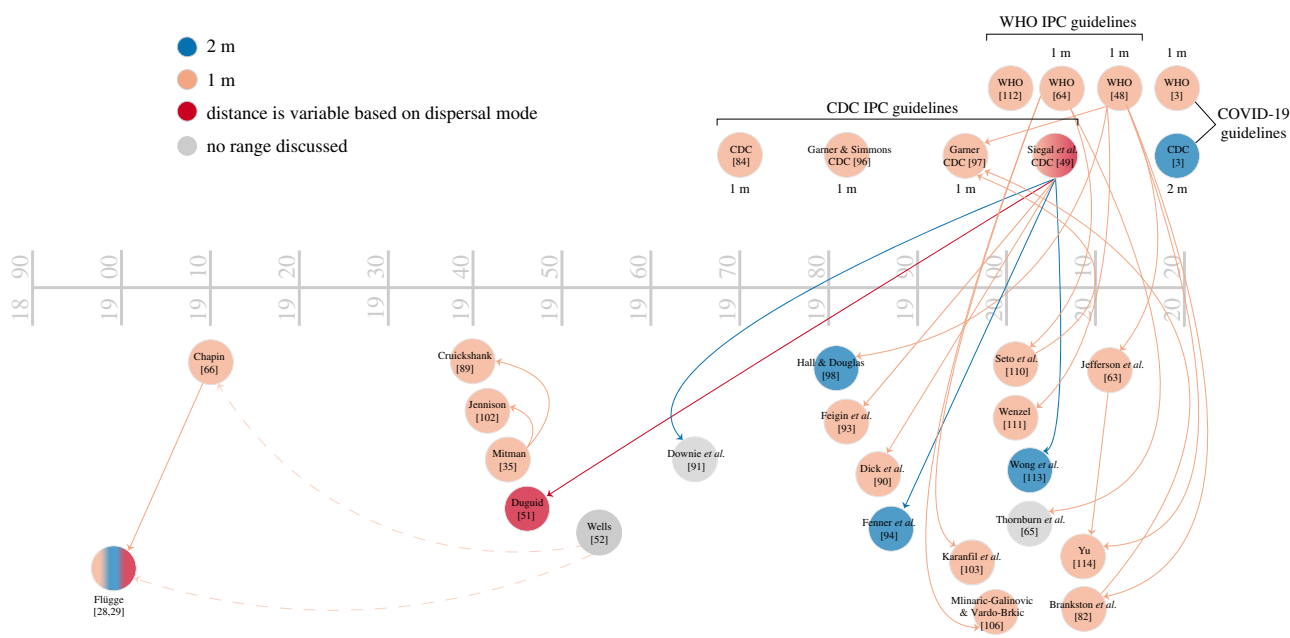 WHO IPC guidelines
2 m
1 m
distance is variable based on dispersal mode
no range discussed
1 m
1 m
1 m
WHO
[112]
WHO
[64]
WHO
[48]
WHO
[3]
COVID-19
guidelines
CDC IPC guidelines
CDC
[84]
Garner & Simmons
CDC [96]
Garner
CDC [97]
Siegal et al.
CDC [49]
CDC
[3]
1 m
1 m
1 m
2 m
18 90
19 00
19 10
19 20
19 30
19 40
19 50
19 60
19 70
19 80
19 90
20 00
20 10
20 20
Chapin
[66]
Cruickshank
[89]
Jennison
[102]
Mitman
[35]
Duguid
[51]
Wells
[52]
Flügge
[28,29]
Downie et al.
[91]
Hall & Douglas
[98]
Feigin et al.
[93]
Dick et al.
[90]
Fenner et al.
[94]
Karanfil et al.
[103]
Mlinaric-Galinovic
& Vardo-Brkic
[106]
Seto et al.
[110]
Wenzel
[111]
Wong et al.
[113]
Thornburn et al.
[65]
Jefferson et al.
[63]
Yu
[114]
Brankston et al.
[82]